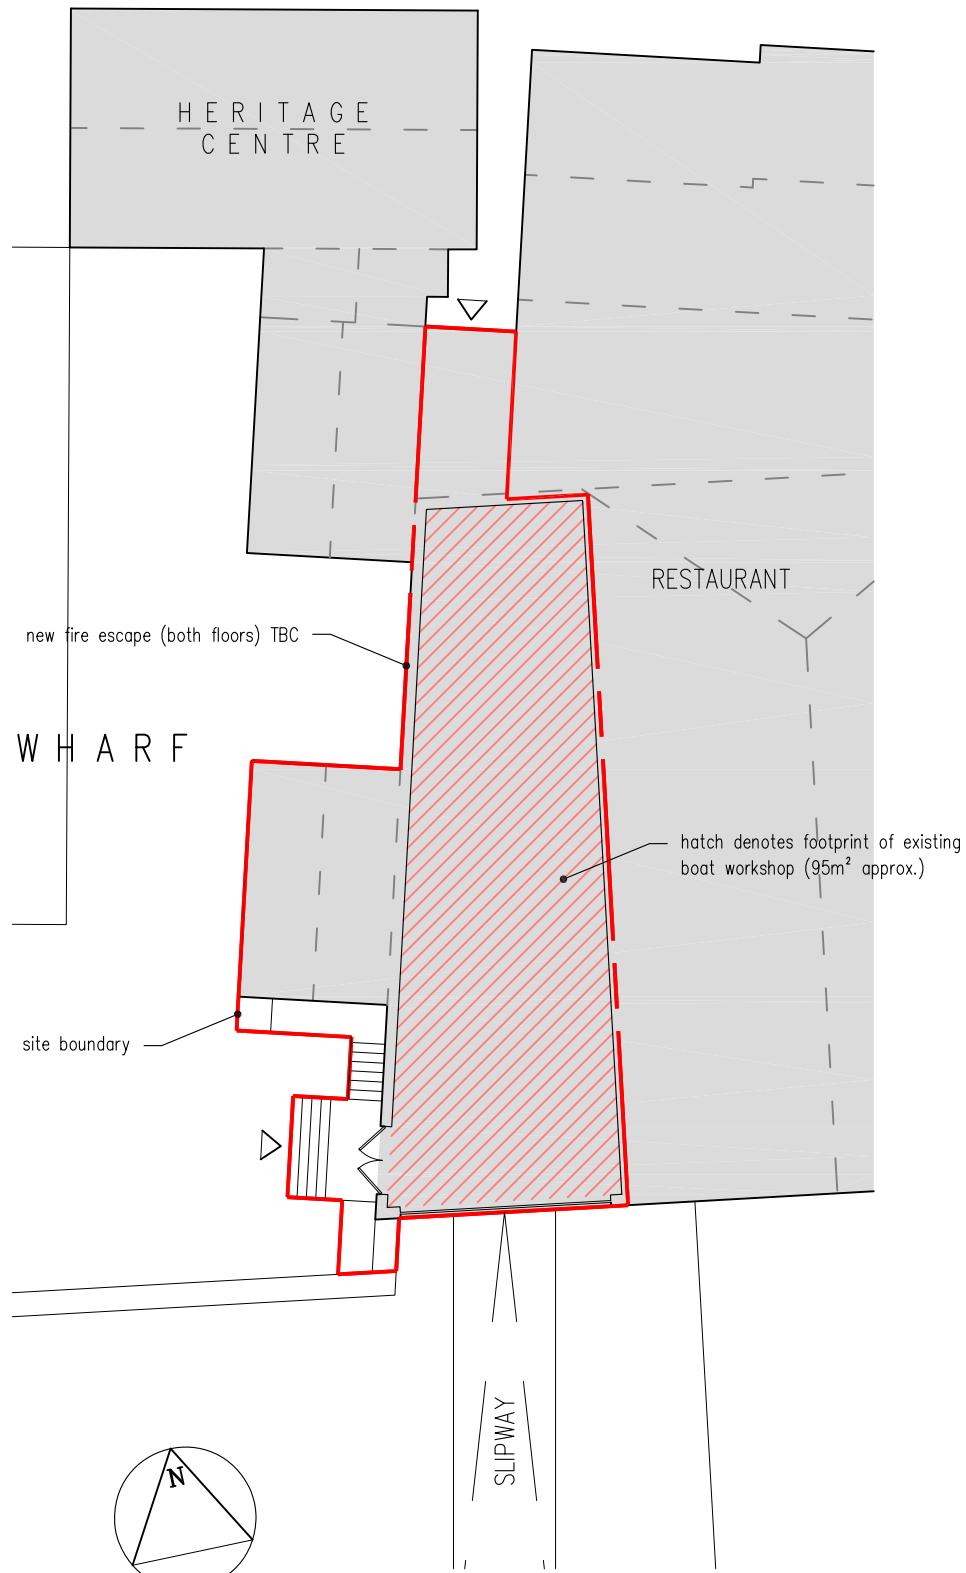 HERITAGE
CENTRE
RESTAURANT
new fire escape (both floors) TBC
WHARF
hatch denotes footprint of existing
boat workshop (95m² approx.)
site boundary
SLIPWAY
N